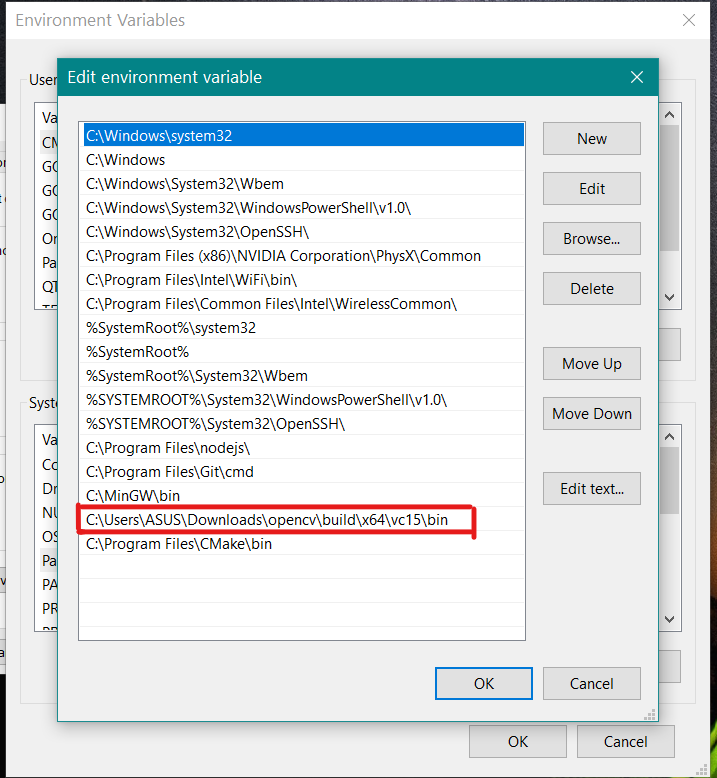 Environment Variables
Edit environment variable
User
Va
CM
GO
GO
GO
On
Pa
C:\Windows\system32
C:\Windows
C:\Windows\System32\Wbem
C:\Windows\System32\WindowsPowerShell\v1.0\
C:\Windows\System32\OpenSSH\
C:\Program Files (x86)\NVIDIA Corporation\PhysX\Common
C:\Program Files\Intel\WiFi\bin\
C:\Program Files\Common Files\Intel\WirelessCommon\
%SystemRoot%\system32
%SystemRoot%
%SystemRoot%\System32\Wbem
%SYSTEMROOT%\System32\WindowsPowerShell\v1.0\
%SYSTEMROOT%\System32\OpenSSH\
C:\Program Files\nodejs\
C:\Program Files\Git\cmd
C:\MinGW\bin
C:\Users\ASUS\Downloads\opencv\build\x64\vc15\bin
C:\Program Files\CMake\bin
New
Edit
Browse...
Delete
Move Up
Move Down
Edit text...
Syste
Va
Co
Dr
NU
OS
Pa
PA
PR
OK
Cancel
OK
Cancel